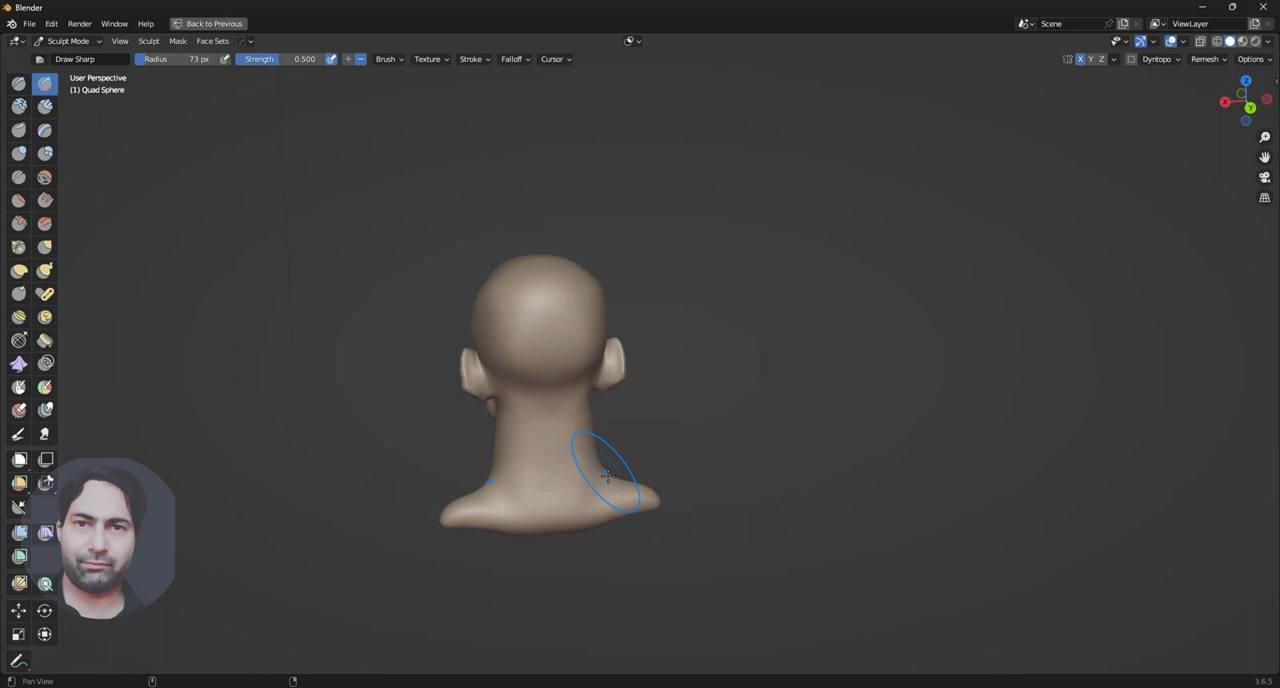 Blender
File Edit Render Window Help Back to Previous Scene ViewLayer
Sculpt Mode View Sculpt Mask Face Sets
Draw Sharp Radius 73 px Strength 0.500 Brush Texture Stroke Falloff Cursor X Y Z Dyntopo Remesh Options
User Perspective
(1) Quad Sphere
Z
X
Y
Pan View 3.6.5